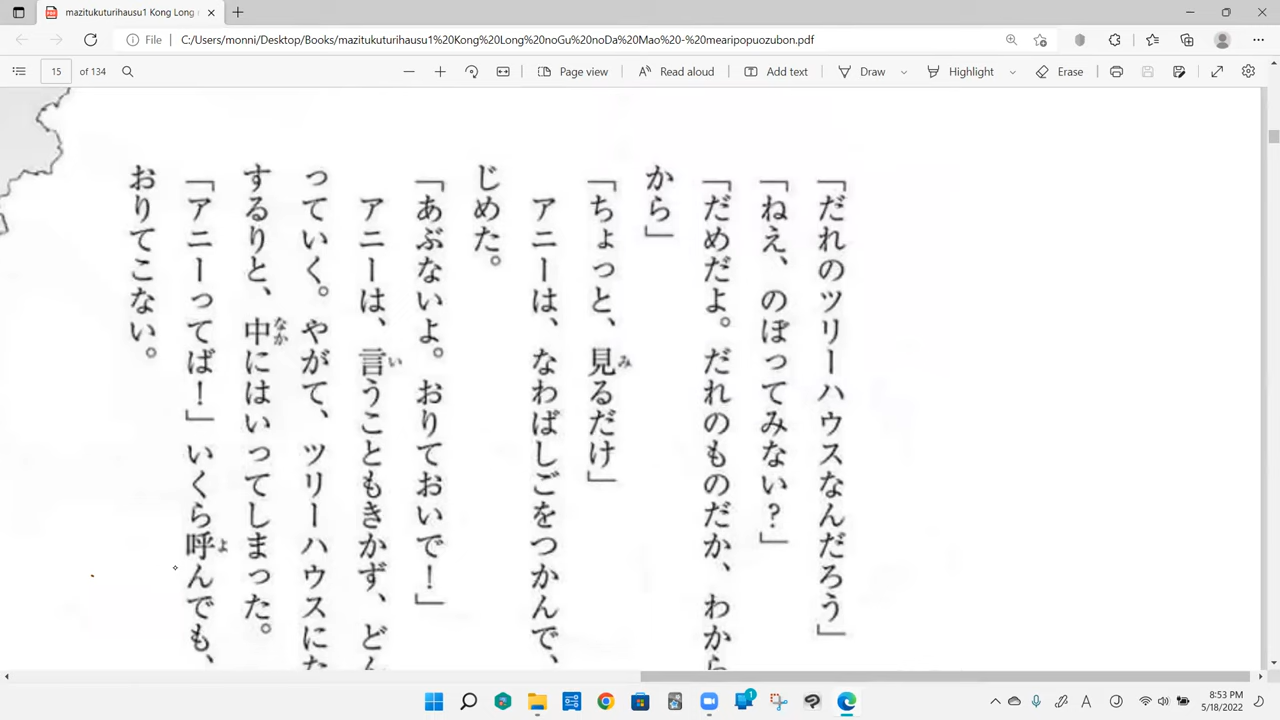 mazitukuturihausu1 Kong Long
File
C:/Users/monni/Desktop/Books/mazitukuturihausu1%20Kong%20Long%20noGu%20noDa%20Mao%20-%20mearipopuozubon.pdf
15 of 134
Page view
Read aloud
Add text
Draw
Highlight
Erase
「だれのツリーハウスなんだろう」
「ねえ、のぼってみない？」
「だめだよ。だれのものだか、わから
から」
「ちょっと、見るだけ」
アニーは、なわばしごをつかんで、
じめた。
「あぶないよ。おりておいで！」
アニーは、言うこともきかず、どん
っていく。やがて、ツリーハウスにた
するりと、中にはいってしまった。
「アニーってば！」いくら呼んでも、
おりてこない。
1
A
8:53 PM